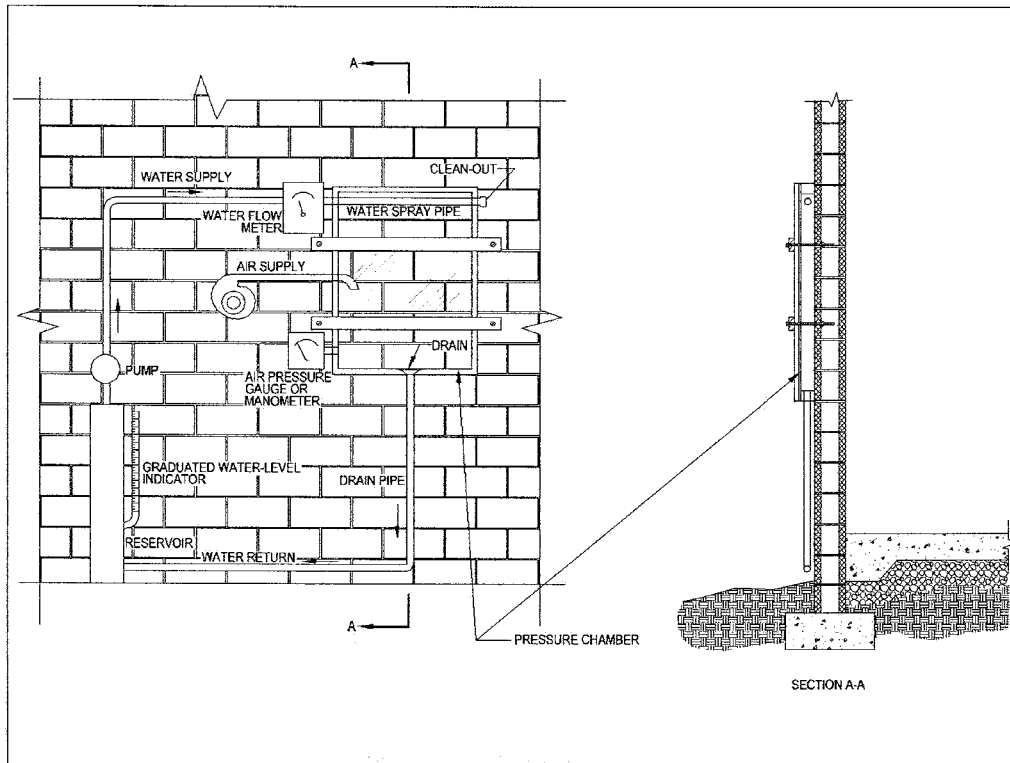 A
CLEAN-OUT
WATER SUPPLY
WATER FLOW
METER
WATER SPRAY PIPE
AIR SUPPLY
DRAIN
PUMP
AIR PRESSURE
GAUGE OR
MANOMETER
GRADUATED WATER-LEVEL
INDICATOR
DRAIN PIPE
RESERVOIR
WATER RETURN
A
PRESSURE CHAMBER
SECTION A-A